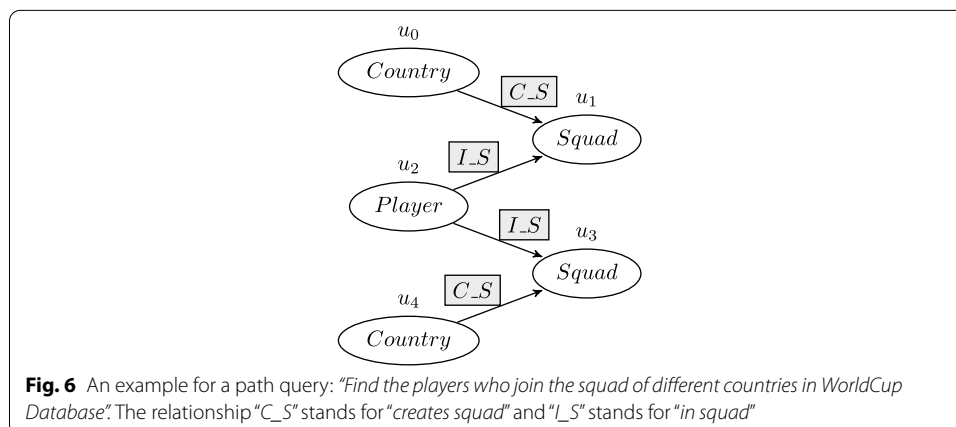 u₀
Country
C_S
u₁
Squad
I_S
u₂
Player
I_S
u₃
Squad
C_S
u₄
Country
Fig. 6 An example for a path query: “Find the players who join the squad of different countries in WorldCup
Database”. The relationship “C_S” stands for “creates squad” and “I_S” stands for “in squad”